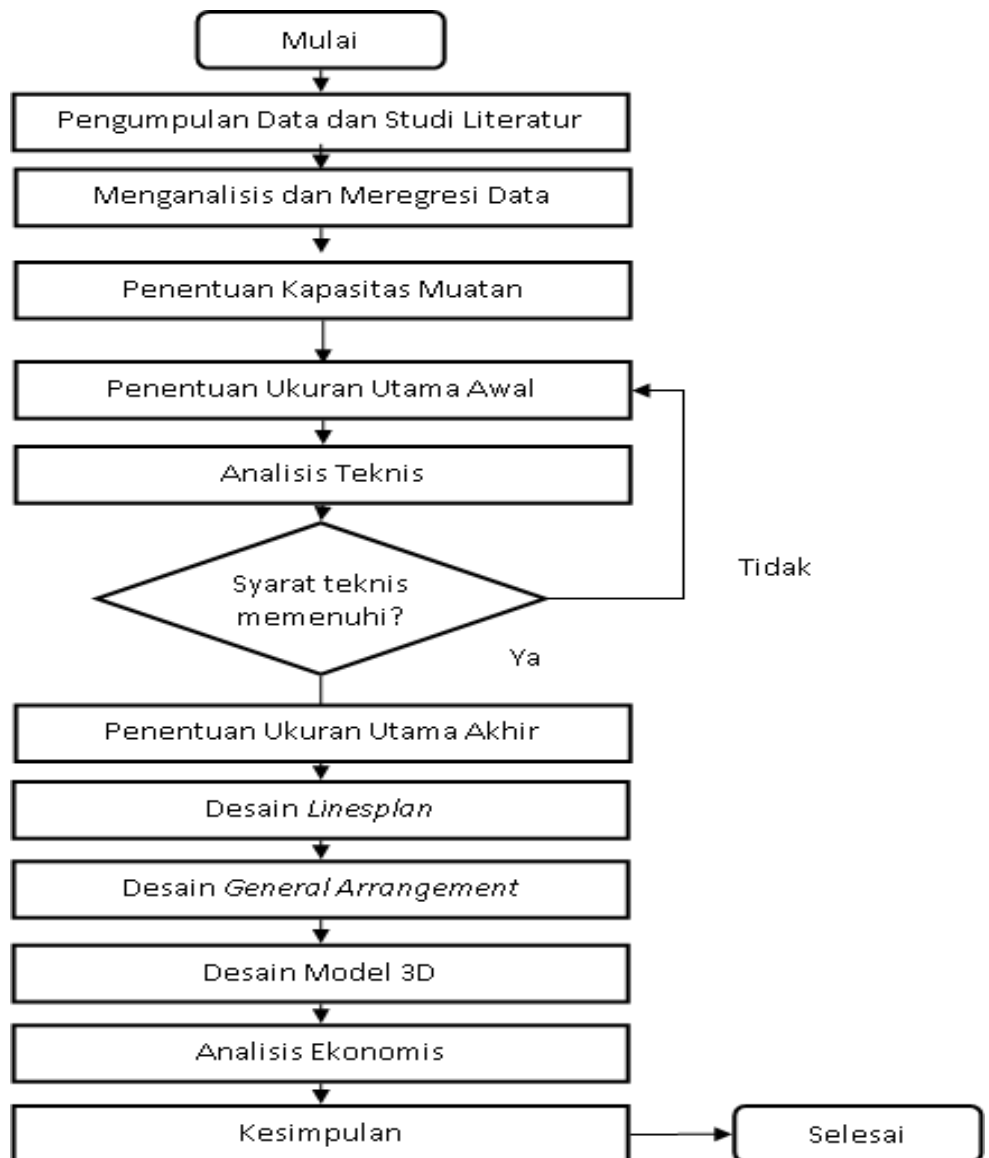 Mulai
Pengumpulan Data dan Studi Literatur
Menganalisis dan Meregresi Data
Penentuan Kapasitas Muatan
Penentuan Ukuran Utama Awal
Analisis Teknis
Syarat teknis
memenuhi?
Tidak
Ya
Penentuan Ukuran Utama Akhir
Desain Linesplan
Desain General Arrangement
Desain Model 3D
Analisis Ekonomis
Kesimpulan
Selesai